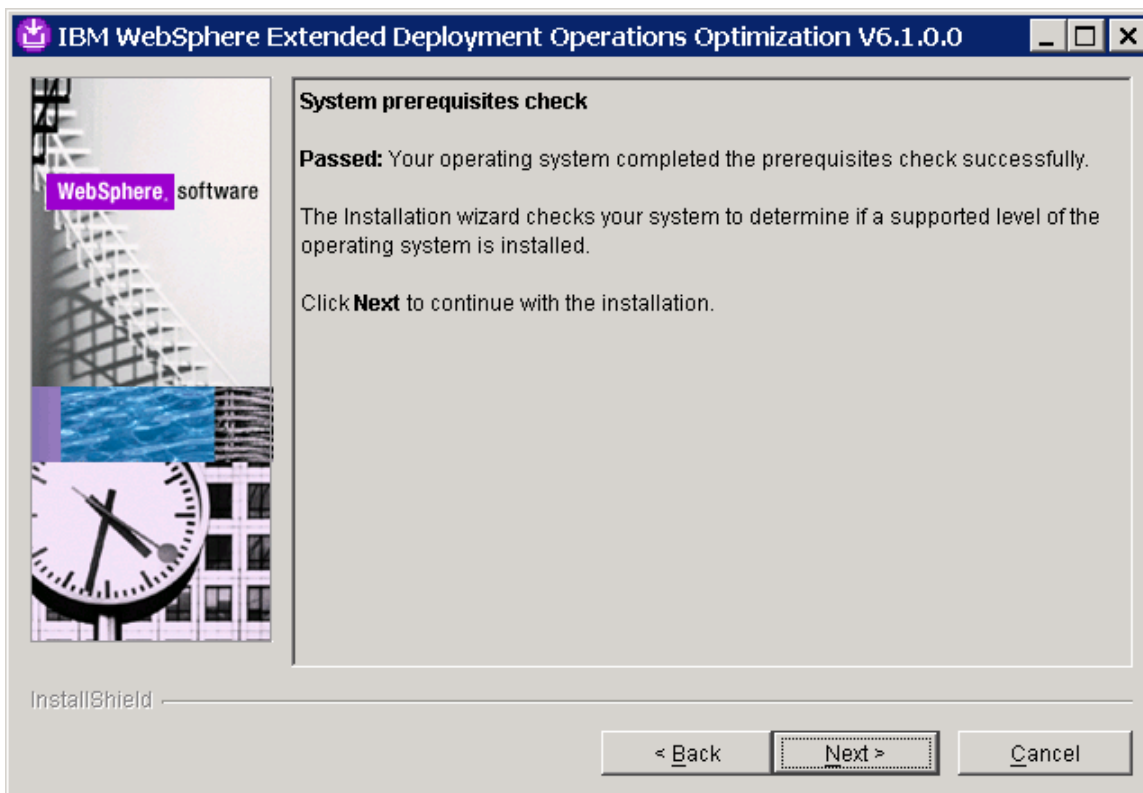 IBM WebSphere Extended Deployment Operations Optimization V6.1.0.0
WebSphere. software
System prerequisites check
Passed: Your operating system completed the prerequisites check successfully.
The Installation wizard checks your system to determine if a supported level of the
operating system is installed.
Click Next to continue with the installation.
InstallShield
< Back
Next >
Cancel